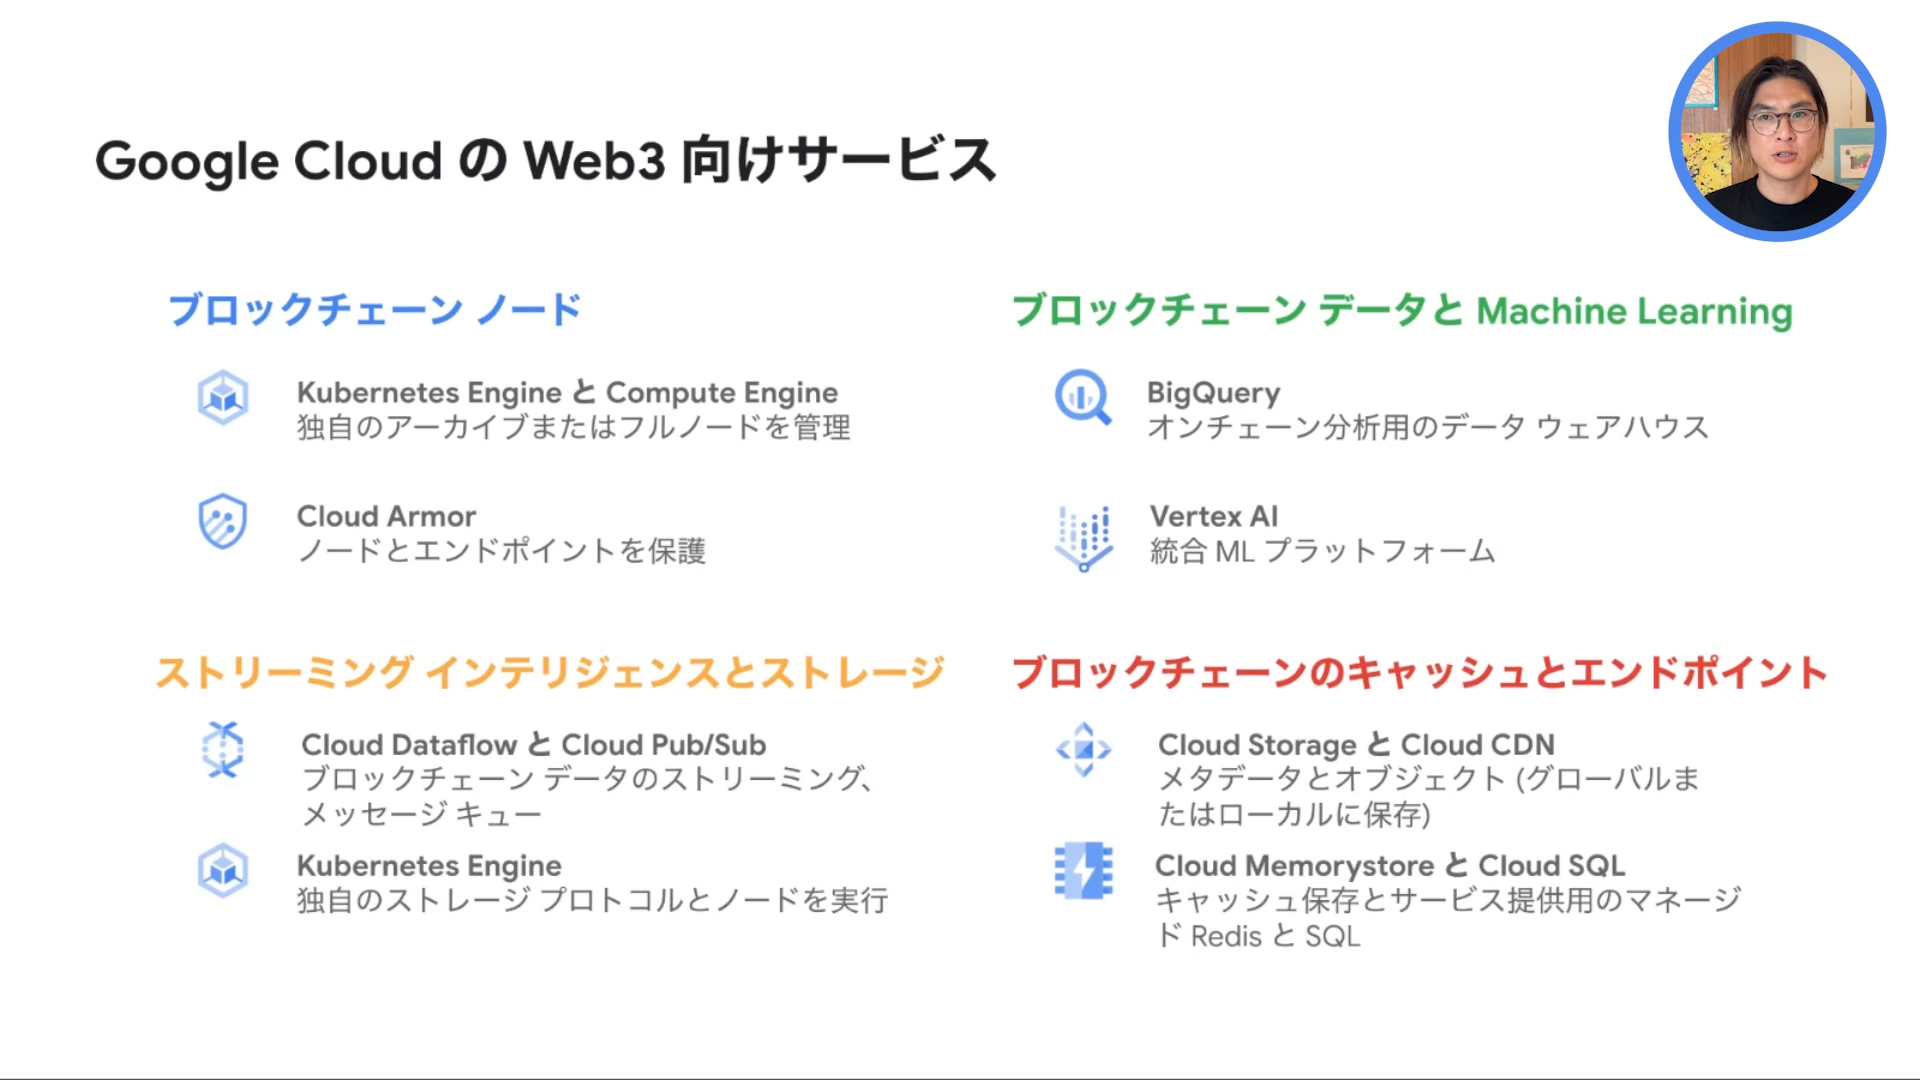 Google Cloud の Web3 向けサービス
ブロックチェーン ノード
Kubernetes Engine と Compute Engine
独自のアーカイブまたはフルノードを管理
Cloud Armor
ノードとエンドポイントを保護
ブロックチェーン データと Machine Learning
BigQuery
オンチェーン分析用のデータ ウェアハウス
Vertex AI
統合 ML プラットフォーム
ストリーミング インテリジェンスとストレージ
Cloud Dataflow と Cloud Pub/Sub
ブロックチェーン データのストリーミング、
メッセージ キュー
Kubernetes Engine
独自のストレージ プロトコルとノードを実行
ブロックチェーンのキャッシュとエンドポイント
Cloud Storage と Cloud CDN
メタデータとオブジェクト (グローバルま
たはローカルに保存)
Cloud Memorystore と Cloud SQL
キャッシュ保存とサービス提供用のマネージ
ド Redis と SQL